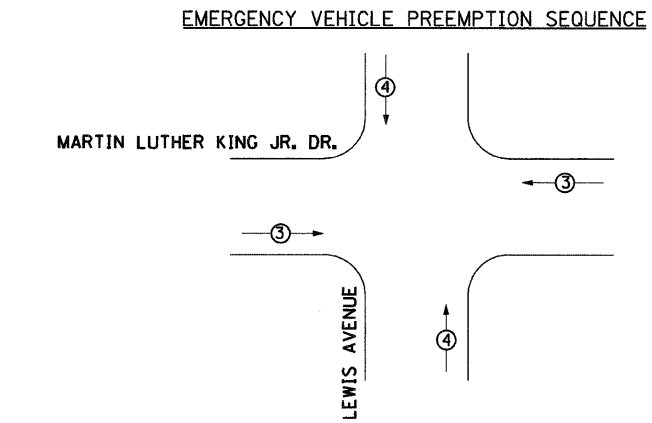 EMERGENCY VEHICLE PREEMPTION SEQUENCE
4
MARTIN LUTHER KING JR. DR.
3
3
LEWIS AVENUE
4